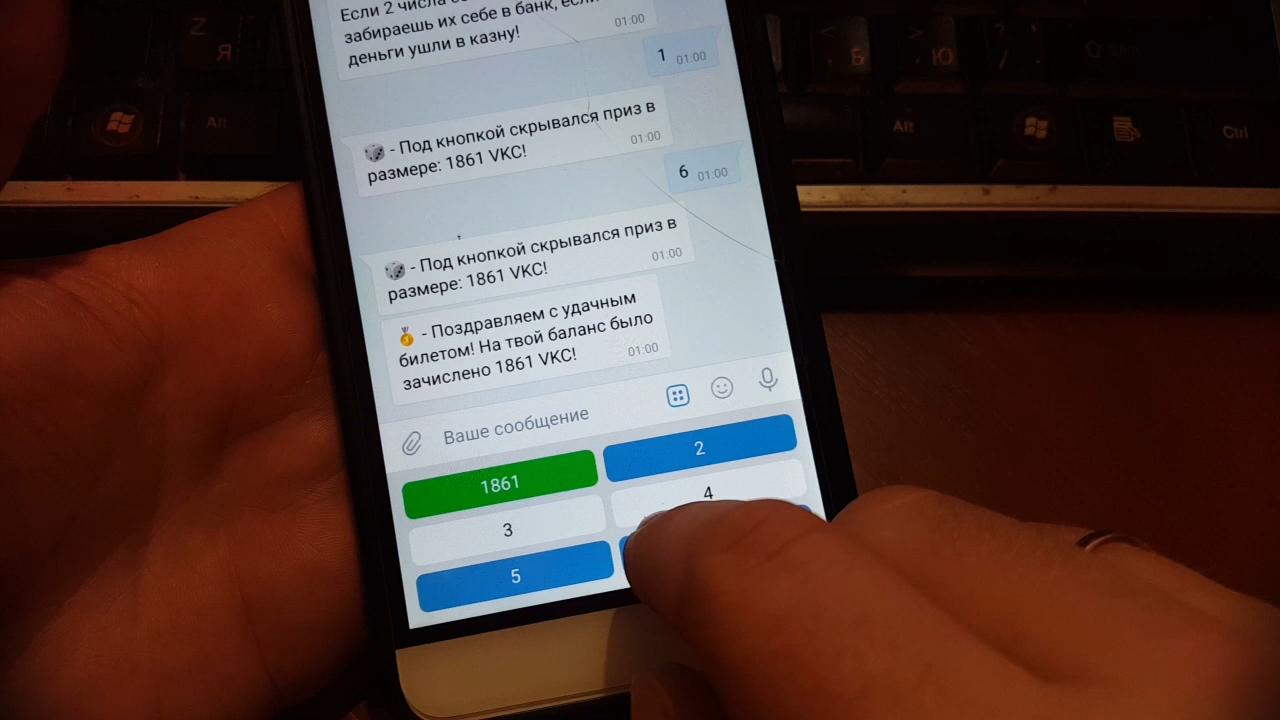 Если 2 числа
забираешь их себе в банк, если
деньги ушли в казну!
01:00
1 01:00
- Под кнопкой скрывался приз в
размере: 1861 VKC!
01:00
6 01:00
- Под кнопкой скрывался приз в
размере: 1861 VKC!
01:00
- Поздравляем с удачным
билетом! На твой баланс было
зачислено 1861 VKC!
01:00
Ваше сообщение
1861
2
3
4
5
Z
Я
Alt
<
Б
>
Ю
?
/
Shift
Alt
Ctrl